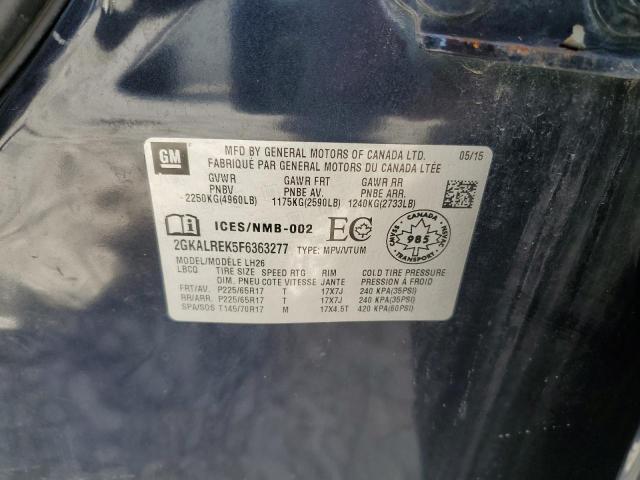 GM
MFD BY GENERAL MOTORS OF CANADA LTD. 05/15
FABRIQUÉ PAR GENERAL MOTORS DU CANADA LTÉE
GVWR GAWR FRT GAWR RR
PNBV PNBE AV. PNBE ARR.
2250KG(4960LB) 1175KG(2590LB) 1240KG(2733LB)
ICES/NMB-002 EC
2GKALREK5F6363277 TYPE: MPV/VTUM
CANADA
985
TRANSPORT
MODEL/MODÈLE LH26
LBCQ TIRE SIZE SPEED RTG RIM COLD TIRE PRESSURE
DIM. PNEU COTE VITESSE JANTE PRESSION À FROID
FRT/AV. P225/65R17 T 17X7J 240 KPA(35PSI)
RR/ARR. P225/65R17 T 17X7J 240 KPA(35PSI)
SPA/SOS T145/70R17 M 17X4.5T 420 KPA(60PSI)